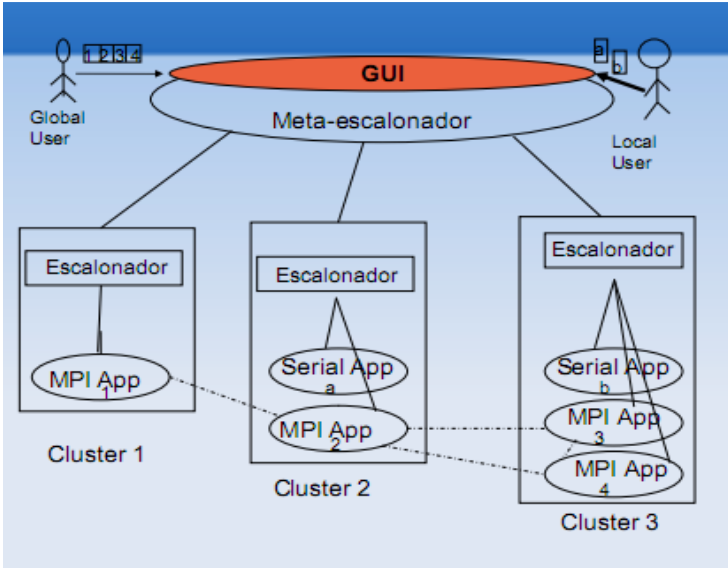 1 2 3 4
GUI
a
b
Global
User
Meta-escalonador
Local
User
Escalonador
MPI App
1
Cluster 1
Escalonador
Serial App
a
MPI App
2
Cluster 2
Escalonador
Serial App
b
MPI App
3
MPI App
4
Cluster 3